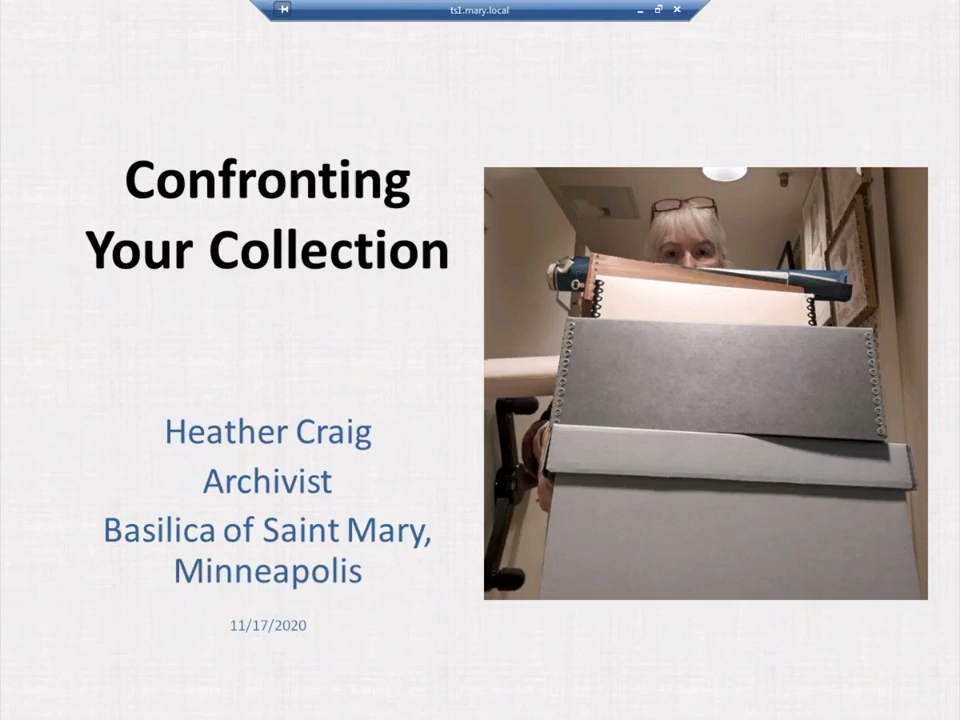 ts1.mary.local
Confronting
Your Collection
Heather Craig
Archivist
Basilica of Saint Mary,
Minneapolis
11/17/2020